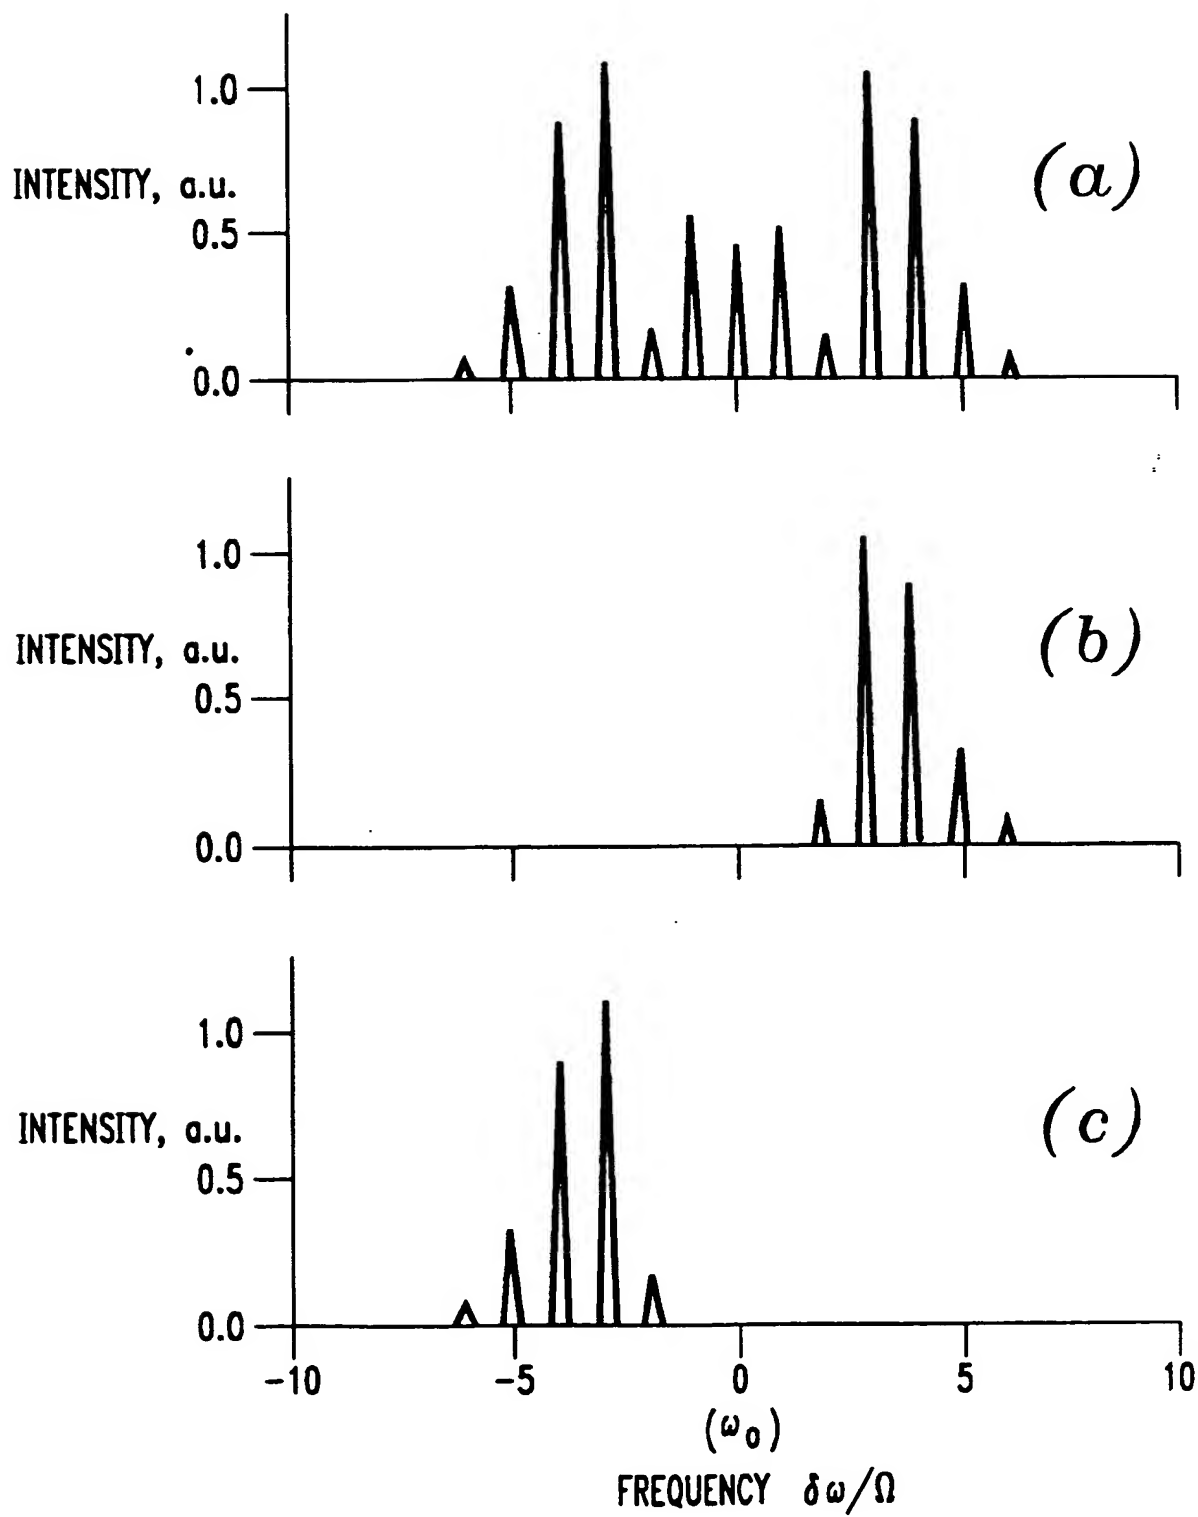 1.0
(a)
INTENSITY, a.u.
0.5
0.0
1.0
(b)
INTENSITY, a.u.
0.5
0.0
1.0
(c)
INTENSITY, a.u.
0.5
0.0
-10 -5 0 5 10
(ω0)
FREQUENCY δω/Ω